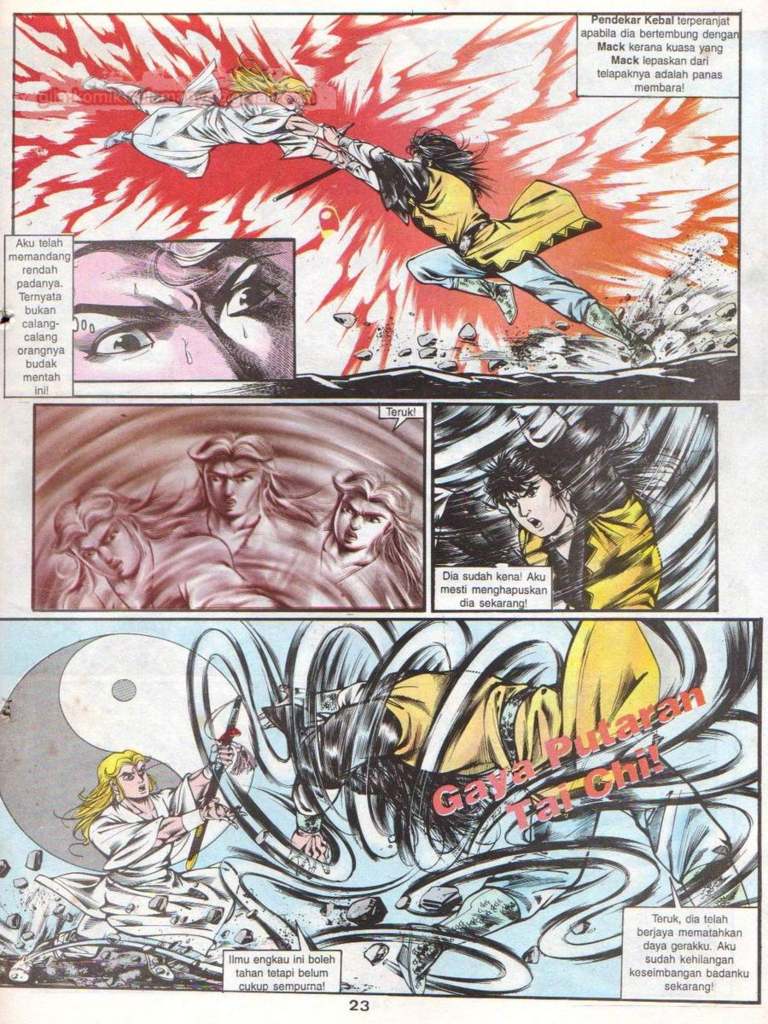 Pendekar Kebal terperanjat
apabila dia bertembung dengan
Mack kerana kuasa yang
Mack lepaskan dari
telapaknya adalah panas
membara!
Aku telah
memandang
rendah
padanya.
Ternyata
bukan
calang-
calang
orangnya
budak
mentah
ini!
Teruk!
Dia sudah kena! Aku
mesti menghapuskan
dia sekarang!
Gaya Putaran
Tai Chi!
Ilmu engkau ini boleh
tahan tetapi belum
cukup sempurna!
Teruk, dia telah
berjaya mematahkan
daya gerakku. Aku
sudah kehilangan
keseimbangan badanku
sekarang!
23